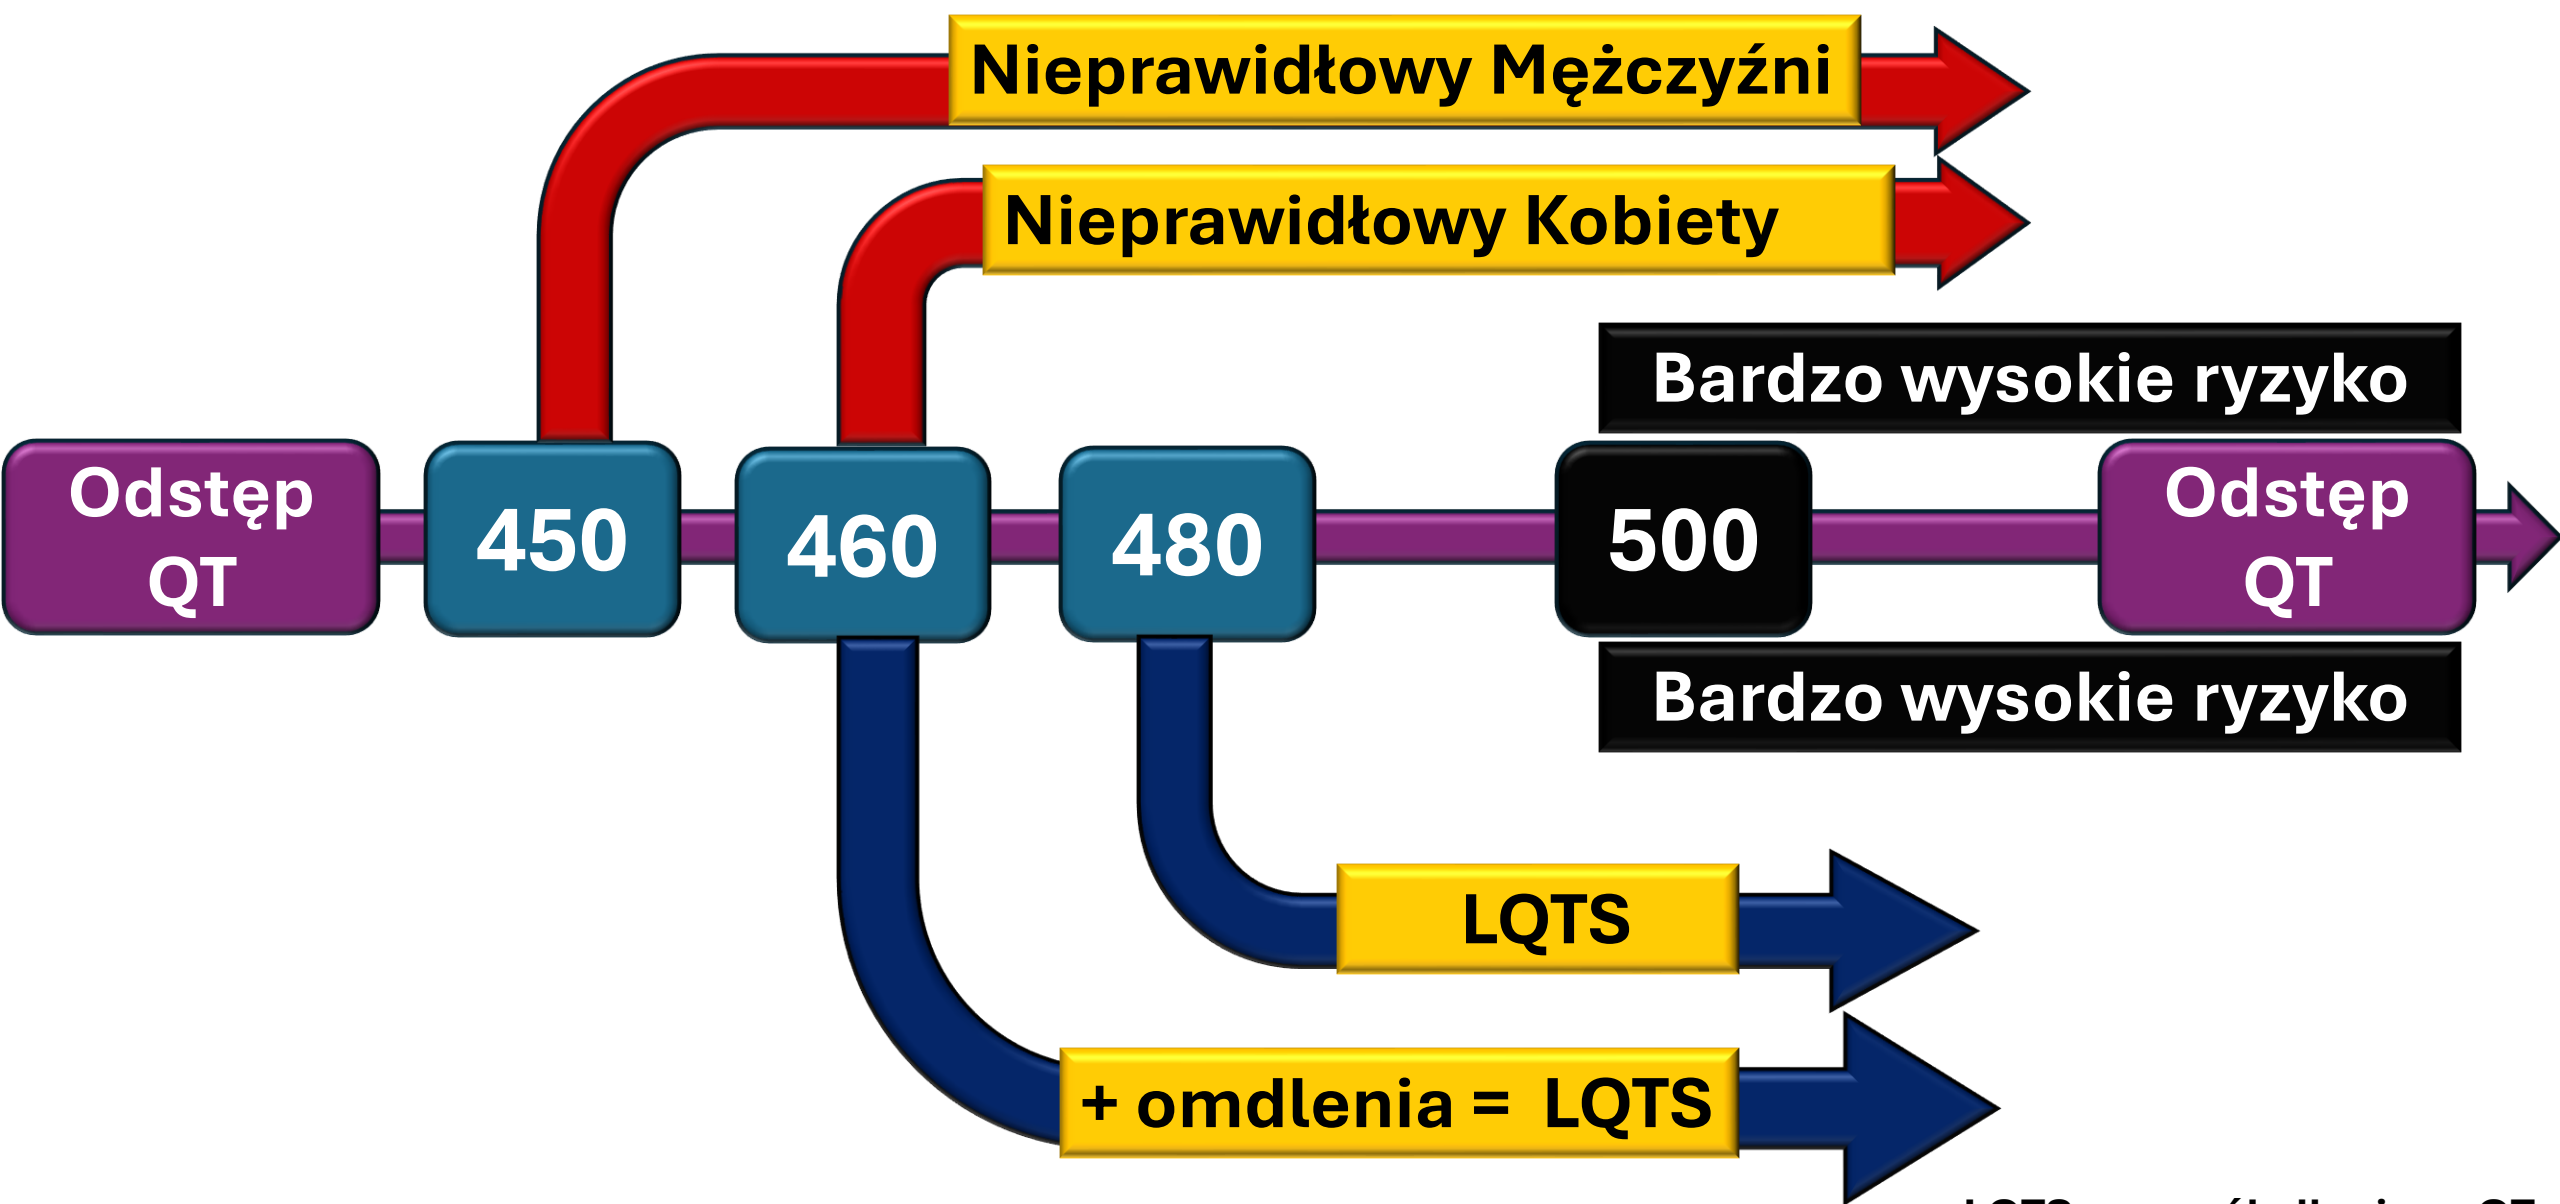 Nieprawidłowy Mężczyźni
Nieprawidłowy Kobiety
Bardzo wysokie ryzyko
Odstęp
QT
450
460
480
500
Odstęp
QT
Bardzo wysokie ryzyko
LQTS
+ omdlenia = LQTS